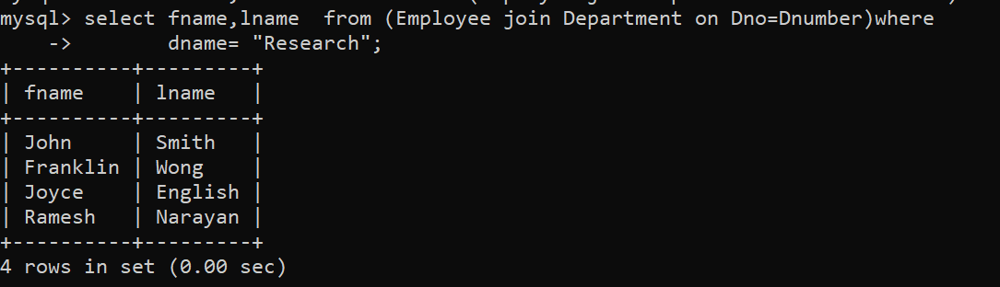 mysql> select fname,lname  from (Employee join Department on Dno=Dnumber)where
    ->        dname= "Research";
+----------+---------+
| fname    | lname   |
+----------+---------+
| John     | Smith   |
| Franklin | Wong    |
| Joyce    | English |
| Ramesh   | Narayan |
+----------+---------+
4 rows in set (0.00 sec)